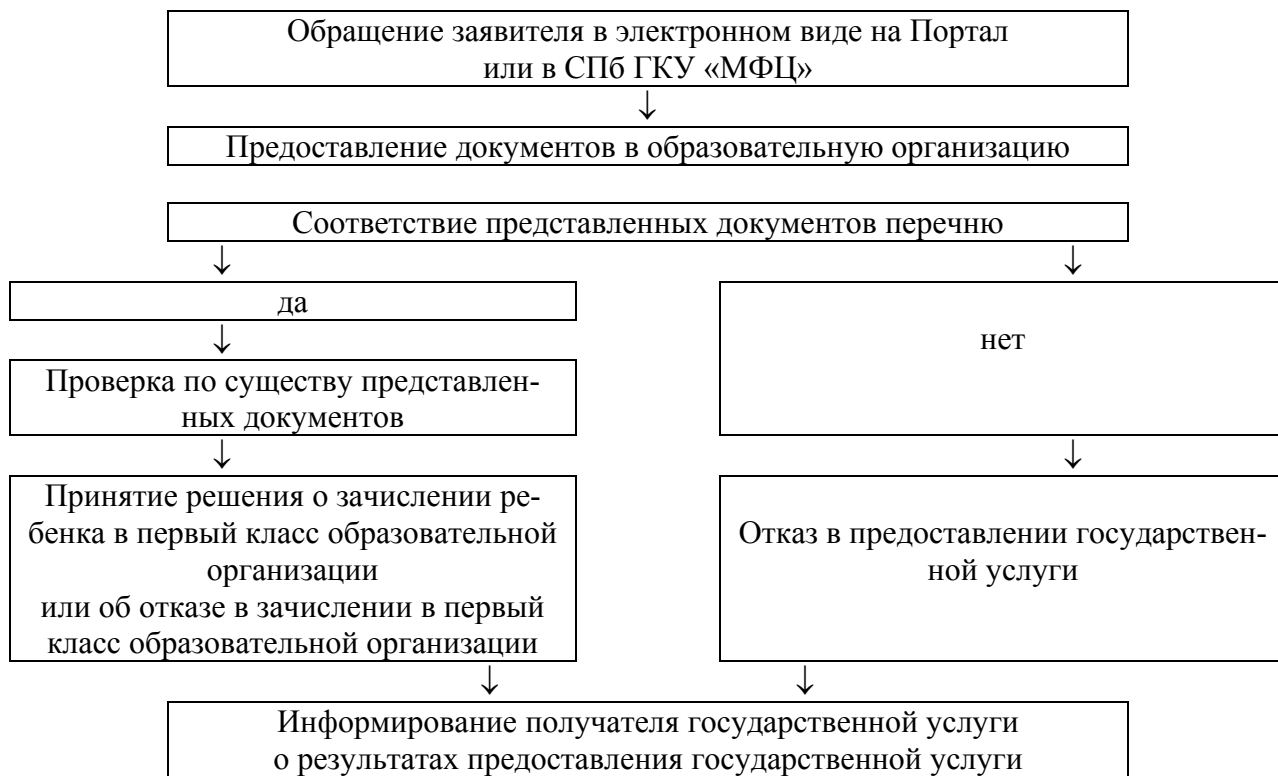 Обращение заявителя в электронном виде на Портал
или в СПб ГКУ «МФЦ»
↓
Предоставление документов в образовательную организацию
Соответствие представленных документов перечню
↓ ↓
да
↓
нет
Проверка по существу представлен-
ных документов
↓ ↓
Принятие решения о зачислении ре-
бенка в первый класс образовательной
организации
или об отказе в зачислении в первый
класс образовательной организации
Отказ в предоставлении государствен-
ной услуги
↓ ↓
Информирование получателя государственной услуги
о результатах предоставления государственной услуги